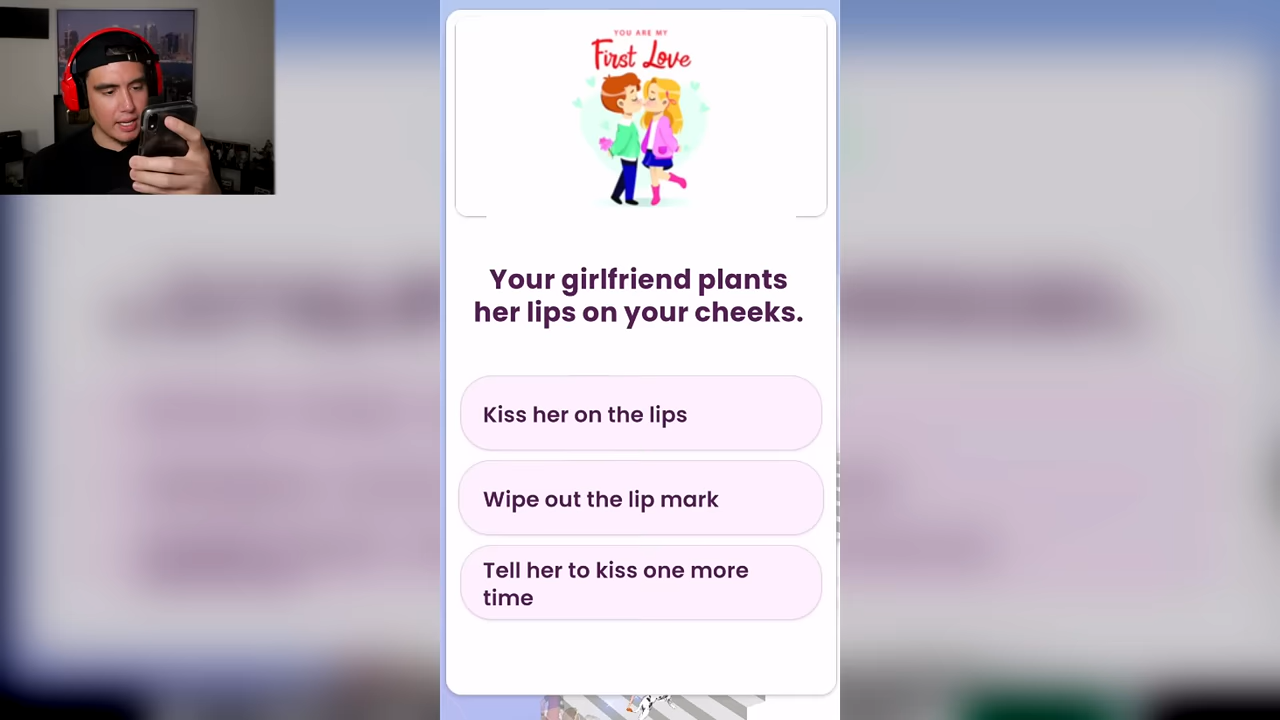 YOU ARE MY
First Love
Your girlfriend plants
her lips on your cheeks.
Kiss her on the lips
Wipe out the lip mark
Tell her to kiss one more
time